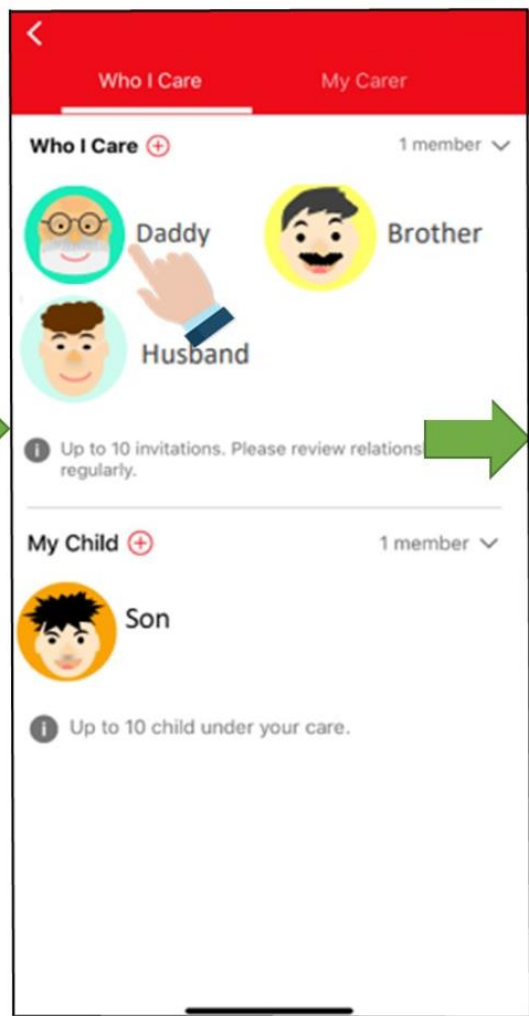 Who I Care My Carer
Who I Care 1 member
Daddy Brother
Husband
Up to 10 invitations. Please review
regularly.
My Child 1 member
Son
Up to 10 child under your care.